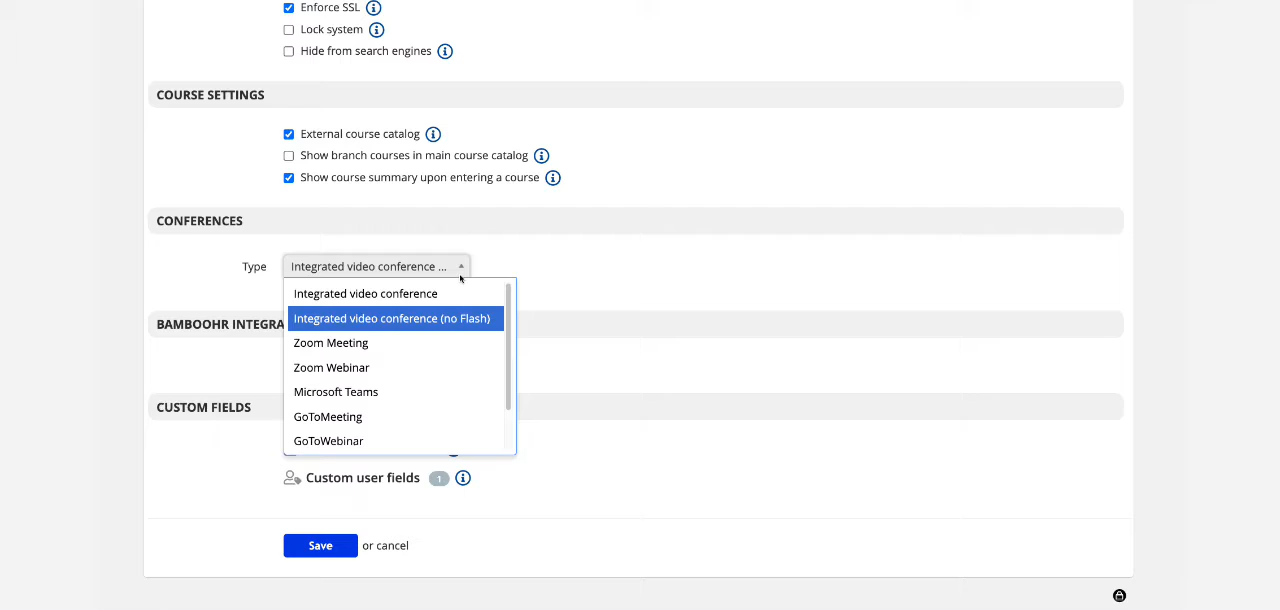 Enforce SSL
Lock system
Hide from search engines
COURSE SETTINGS
External course catalog
Show branch courses in main course catalog
Show course summary upon entering a course
CONFERENCES
Type Integrated video conference ...
Integrated video conference
Integrated video conference (no Flash)
BAMBOOHR INTEGRA
Zoom Meeting
Zoom Webinar
Microsoft Teams
CUSTOM FIELDS
GoToMeeting
GoToWebinar
Custom user fields 1
Save or cancel